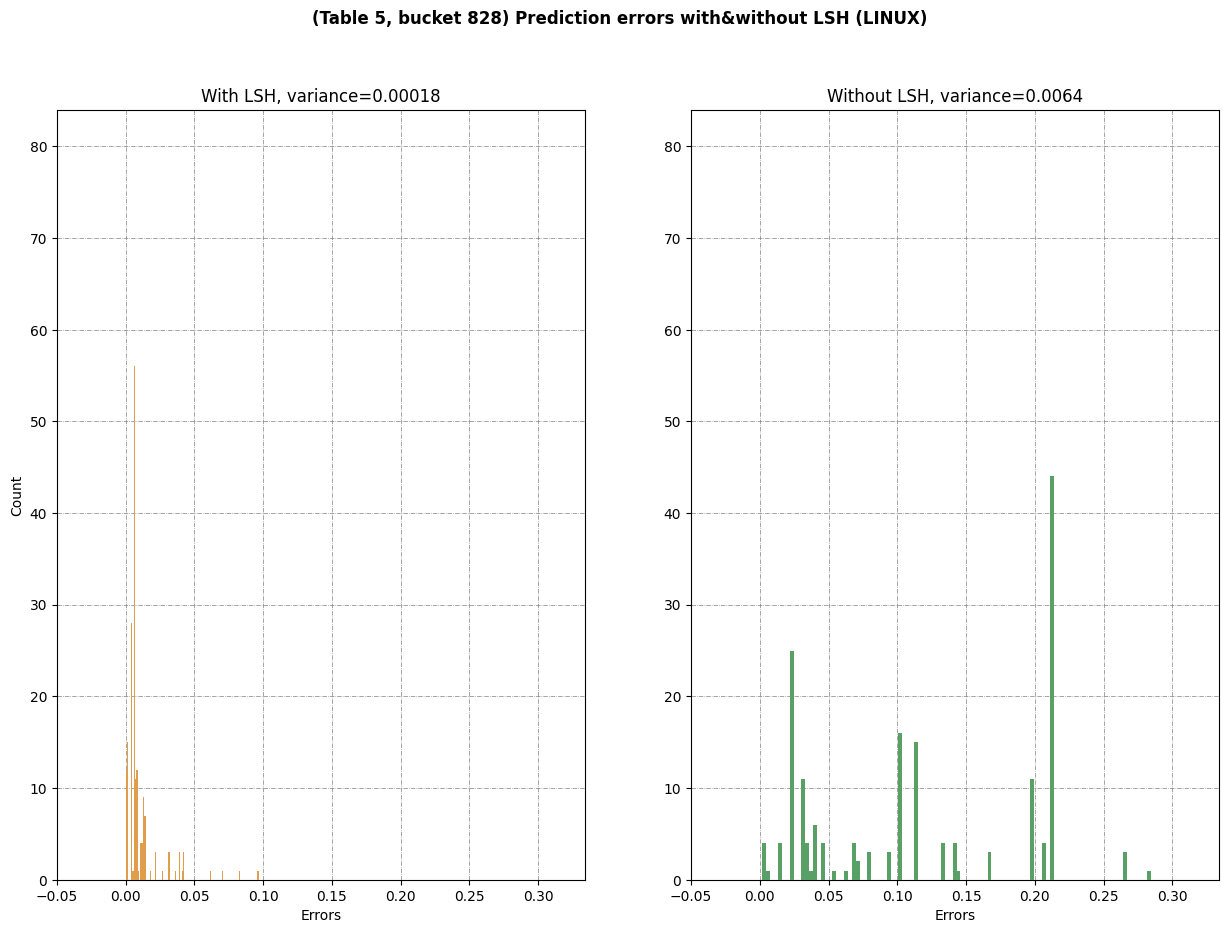 (Table 5, bucket 828) Prediction errors with&without LSH (LINUX)
With LSH, variance=0.00018
80
70
60
50
40
30
20
10
0
Count
−0.05 0.00 0.05 0.10 0.15 0.20 0.25 0.30
Errors
Without LSH, variance=0.0064
80
70
60
50
40
30
20
10
0
−0.05 0.00 0.05 0.10 0.15 0.20 0.25 0.30
Errors